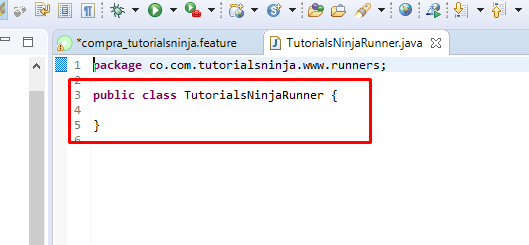 *compra_tutorialsninja.feature
TutorialsNinjaRunner.java
1 package co.com.tutorialsninja.www.runners;
2
3 public class TutorialsNinjaRunner {
4
5 }
6